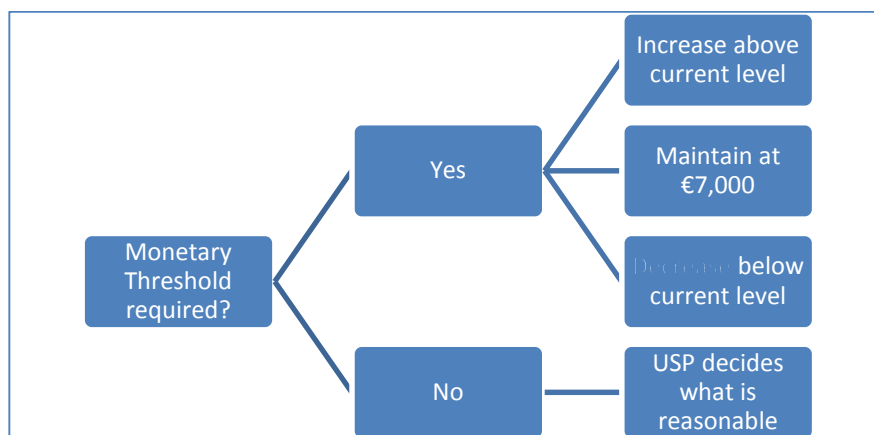 Increase above
current level
Yes
Maintain at
€7,000
Monetary
Threshold
required?
Decrease below
current level
No
USP decides
what is
reasonable